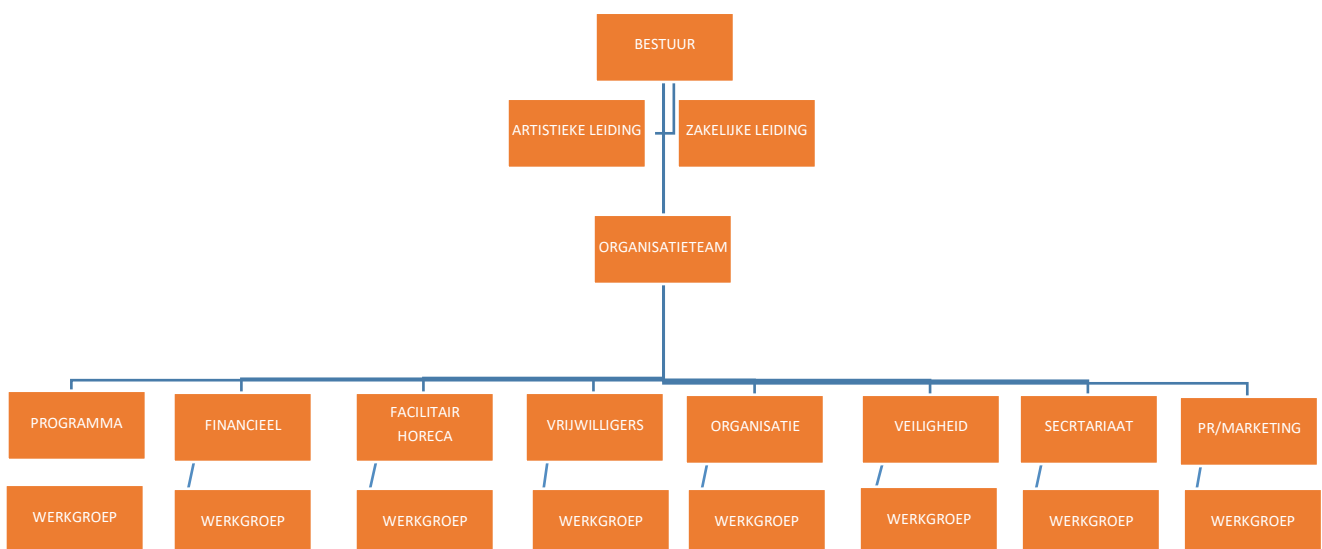 BESTUUR
ARTISTIEKE LEIDING
ZAKELIJKE LEIDING
ORGANISATIETEAM
PROGRAMMA
FINANCIEEL
FACILITAIR
HORECA
VRIJWILLIGERS
ORGANISATIE
VEILIGHEID
SECRTARIAAT
PR/MARKETING
WERKGROEP
WERKGROEP
WERKGROEP
WERKGROEP
WERKGROEP
WERKGROEP
WERKGROEP
WERKGROEP